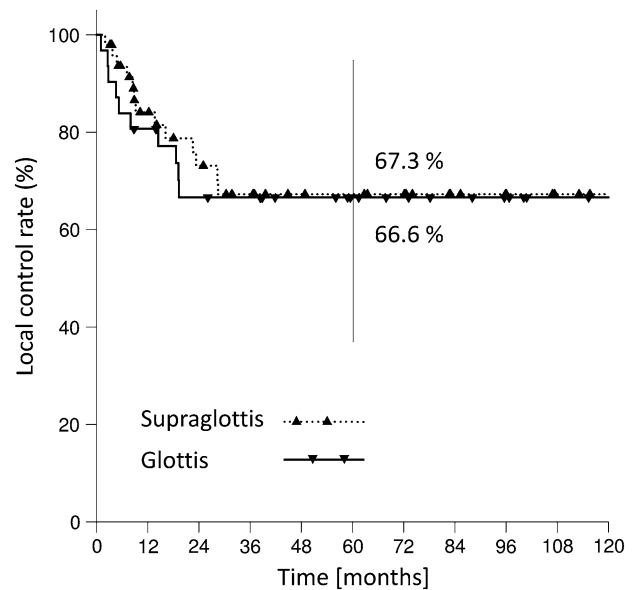 Local control rate (%)
100
80
60
40
20
0
67.3 %
66.6 %
Supraglottis
Glottis
0 12 24 36 48 60 72 84 96 108 120
Time [months]